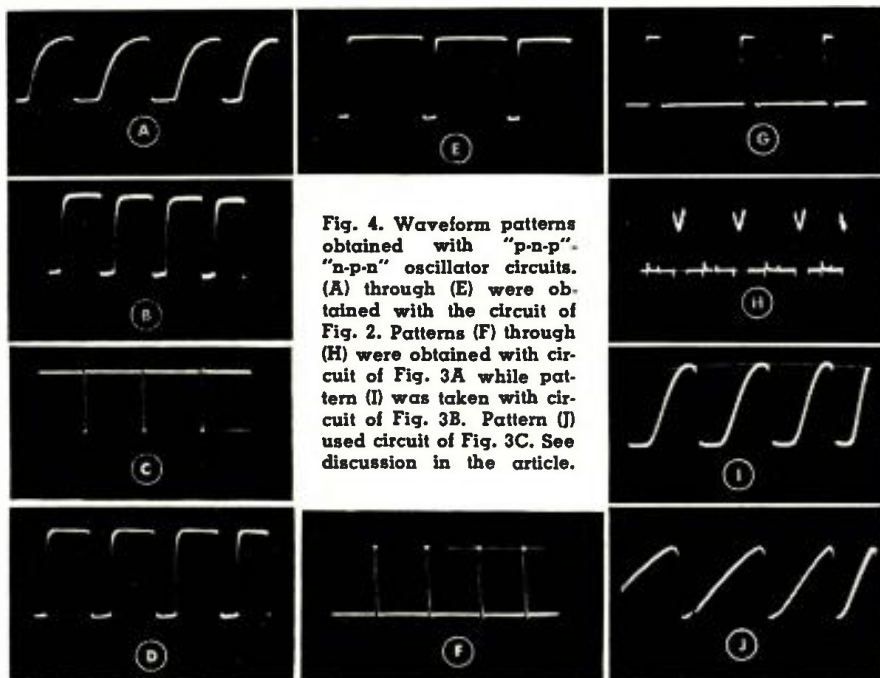 A
E
G
B
Fig. 4. Waveform patterns
obtained with "p-n-p"-
"n-p-n" oscillator circuits.
(A) through (E) were ob-
tained with the circuit of
Fig. 2. Patterns (F) through
(H) were obtained with cir-
cuit of Fig. 3A while pat-
tern (I) was taken with cir-
cuit of Fig. 3B. Pattern (J)
used circuit of Fig. 3C. See
discussion in the article.
H
C
I
D
F
J